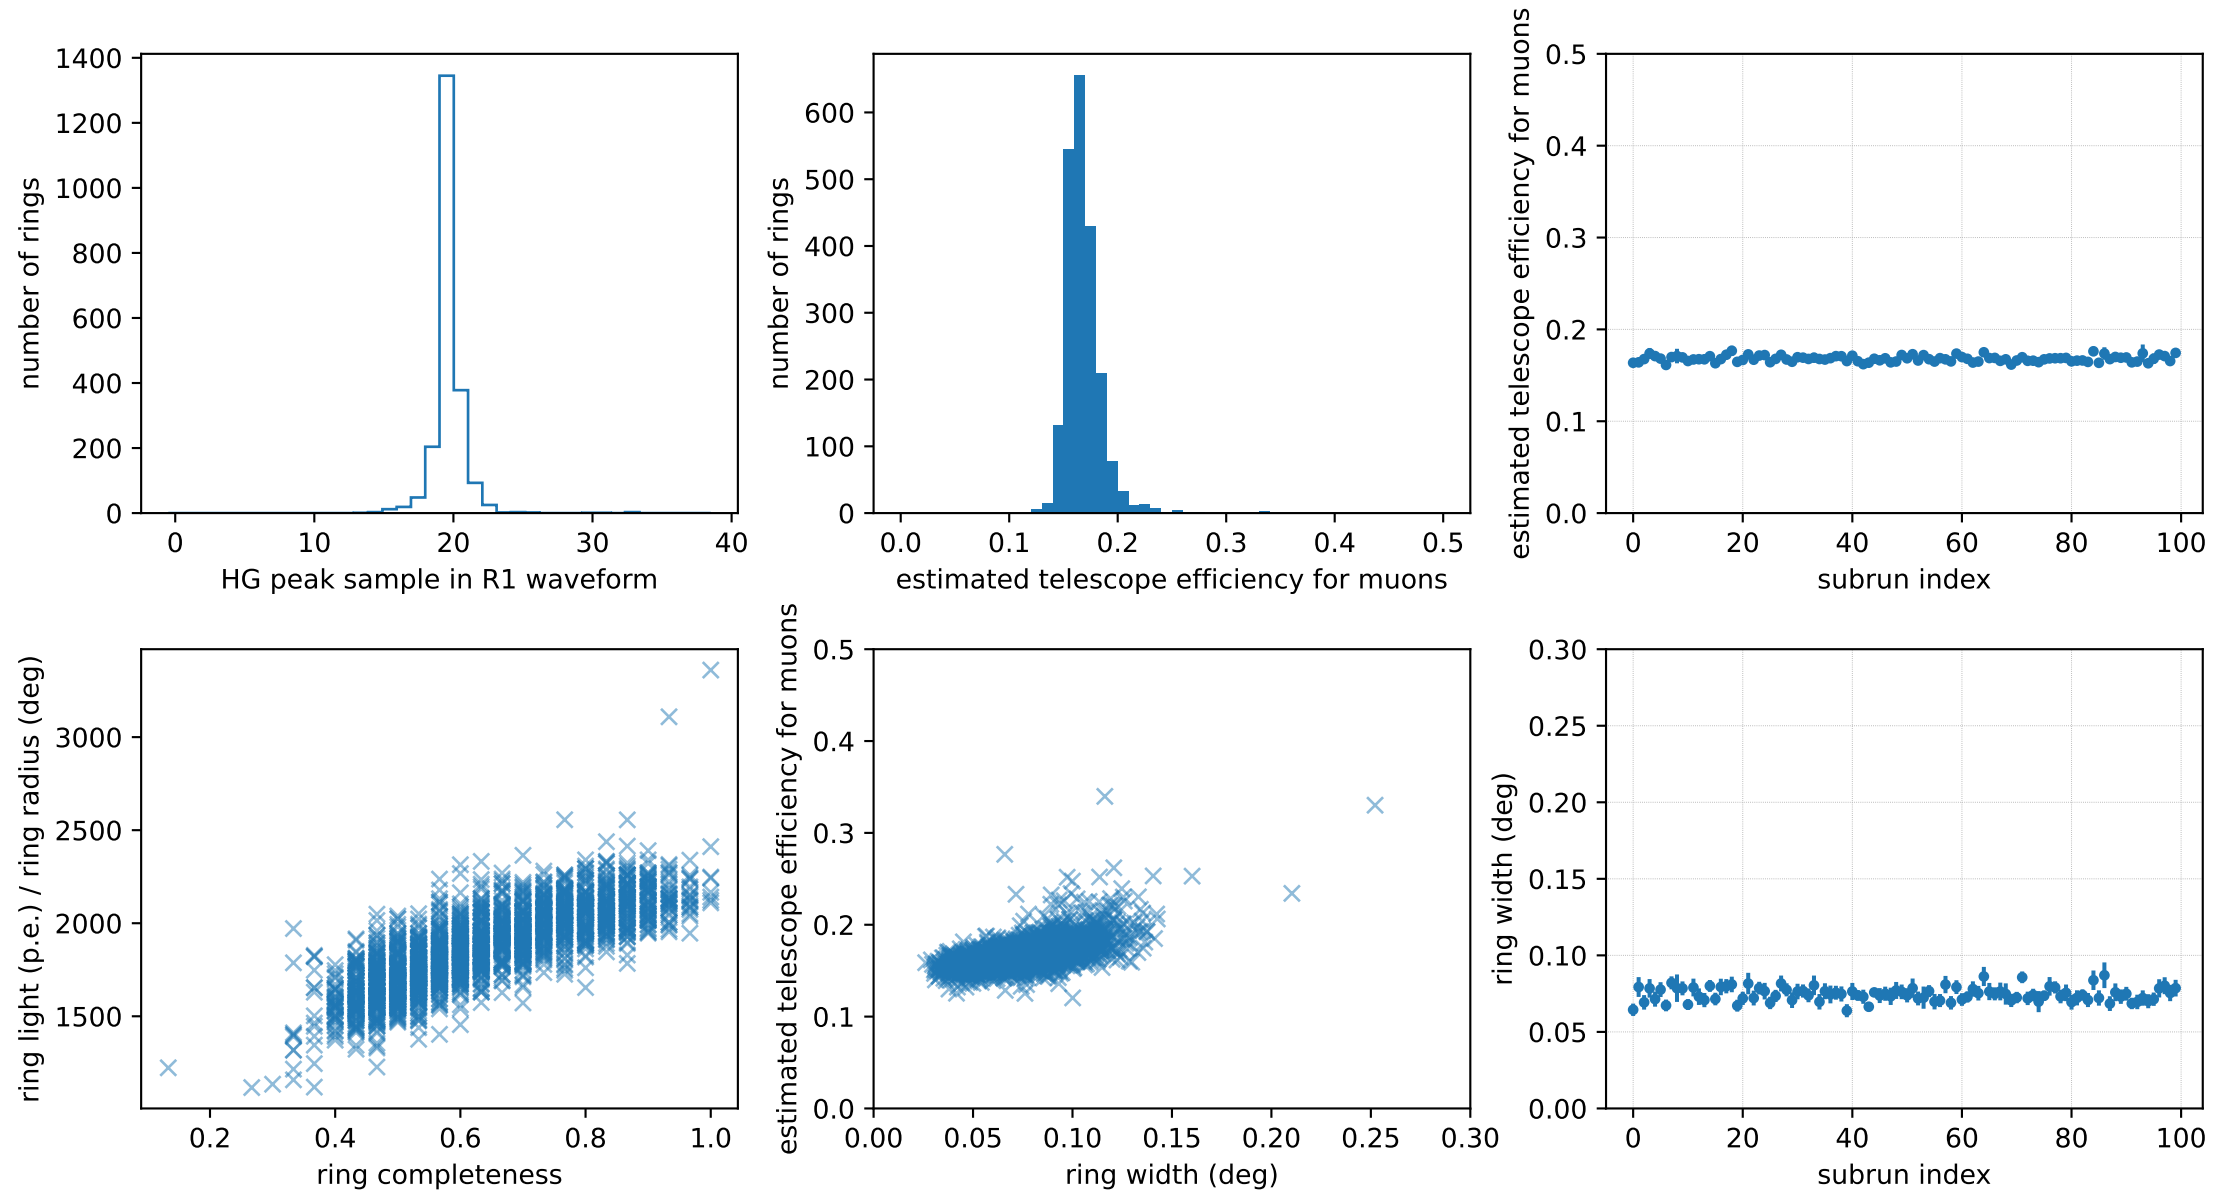 1400
1200
1000
800
600
400
200
0
number of rings
0 10 20 30 40
HG peak sample in R1 waveform
600
500
400
300
200
100
0
number of rings
0.0 0.1 0.2 0.3 0.4 0.5
estimated telescope efficiency for muons
0.5
0.4
0.3
0.2
0.1
0.0
estimated telescope efficiency for muons
0 20 40 60 80 100
subrun index
3000
2500
2000
1500
ring light (p.e.) / ring radius (deg)
0.2 0.4 0.6 0.8 1.0
ring completeness
0.5
0.4
0.3
0.2
0.1
0.0
estimated telescope efficiency for muons
0.00 0.05 0.10 0.15 0.20 0.25 0.30
ring width (deg)
0.30
0.25
0.20
0.15
0.10
0.05
0.00
ring width (deg)
0 20 40 60 80 100
subrun index